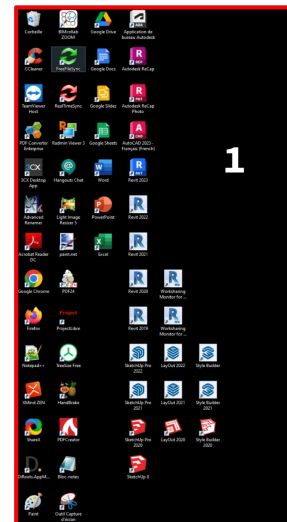 Corbeille
KMcollab
ZOOM
Google Drive
Application de
bureau Autodesk
CCleaner
FreeFileSync
Google Docs
Autodesk ReCap
TeamViewer
Host
RealTimeSync
Google Slides
Autodesk ReCap
Photo
PDF Converter
Enterprise
Radmin Viewer 3
Google Sheets
AutoCAD 2023 -
Français (French)
1
3CX Desktop
App
Hangouts Chat
Word
Revit 2023
Advanced
Renamer
Light Image
Resizer 5
PowerPoint
Revit 2022
Acrobat Reader
DC
paint.net
Excel
Revit 2021
Google Chrome
PDF24
Revit 2020
Worksharing
Monitor for ...
Firefox
Project
ProjectLibre
Revit 2019
Worksharing
Monitor for ...
Notepad++
TreeSize Free
SketchUp Pro
2022
LayOut 2022
Style Builder
XMind ZEN
HandBrake
SketchUp Pro
2021
LayOut 2021
Style Builder
2021
ShareX
PDFCreator
SketchUp Pro
2020
LayOut 2020
Style Builder
2020
DiRoots.AppM...
Bloc-notes
SketchUp 8
Paint
Outil Capture
d'écran